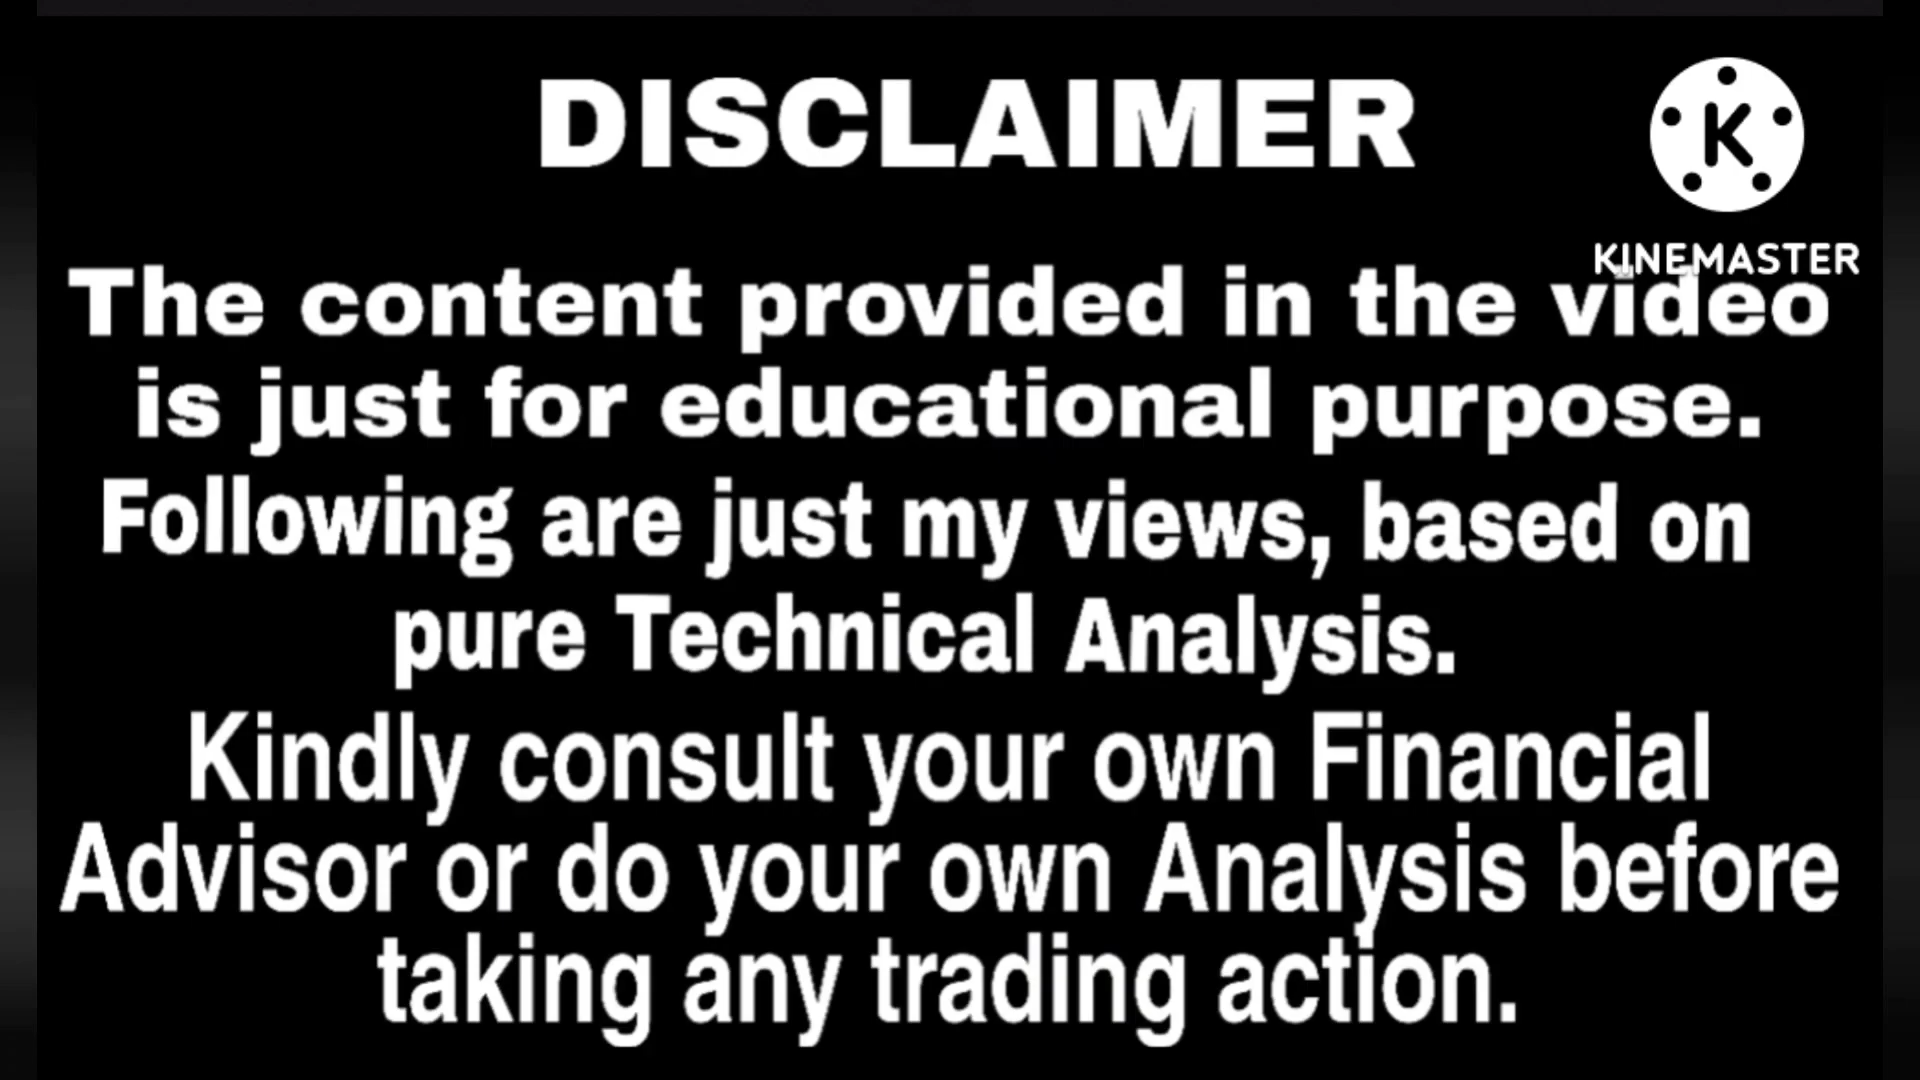 DISCLAIMER
K
KINEMASTER
The content provided in the video
is just for educational purpose.
Following are just my views, based on
pure Technical Analysis.
Kindly consult your own Financial
Advisor or do your own Analysis before
taking any trading action.